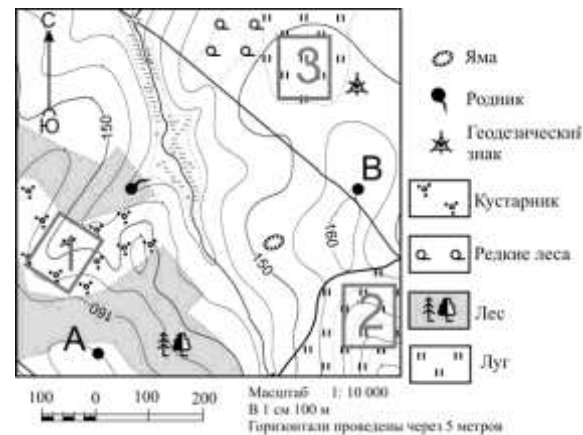 С
Ю
150
1
3
В
150
160
160
2
А
Яма
Родник
Геодезический
знак
Кустарник
Редкие леса
Лес
Луг
100 0 100 200
Масштаб 1: 10 000
В 1 см 100 м
Горизонтали проведены через 5 метров